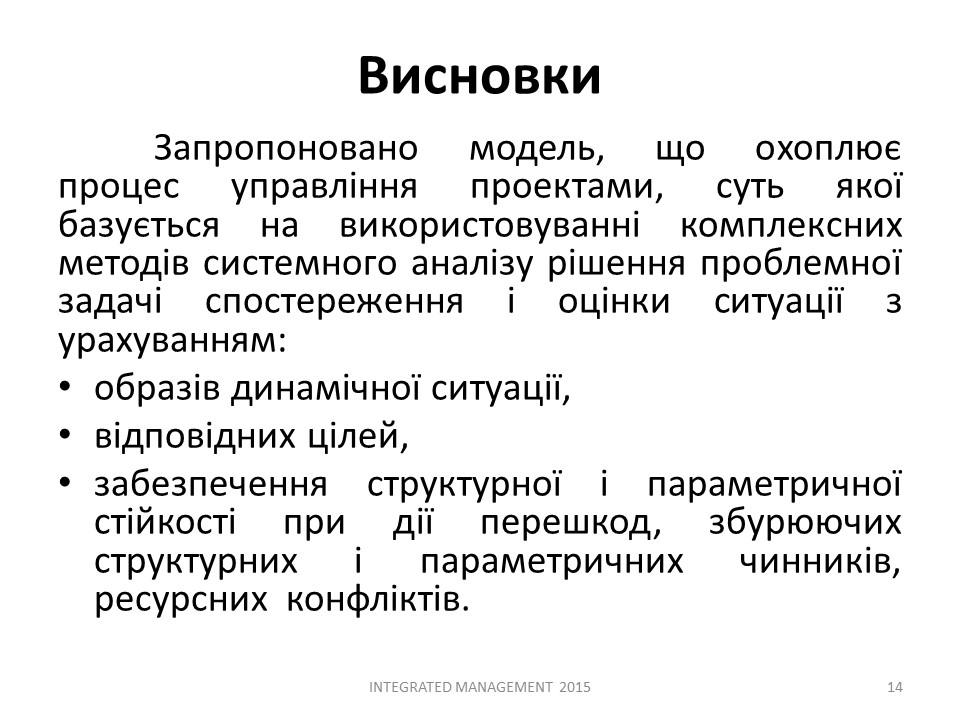 Висновки
Запропоновано модель, що охоплює
процес управління проектами, суть якої
базується на використовуванні комплексних
методів системного аналізу рішення проблемної
задачі спостереження і оцінки ситуації з
урахуванням:
• образів динамічної ситуації,
• відповідних цілей,
• забезпечення структурної і параметричної
стійкості при дії перешкод, збурюючих
структурних і параметричних чинників,
ресурсних конфліктів.
INTEGRATED MANAGEMENT 2015
14